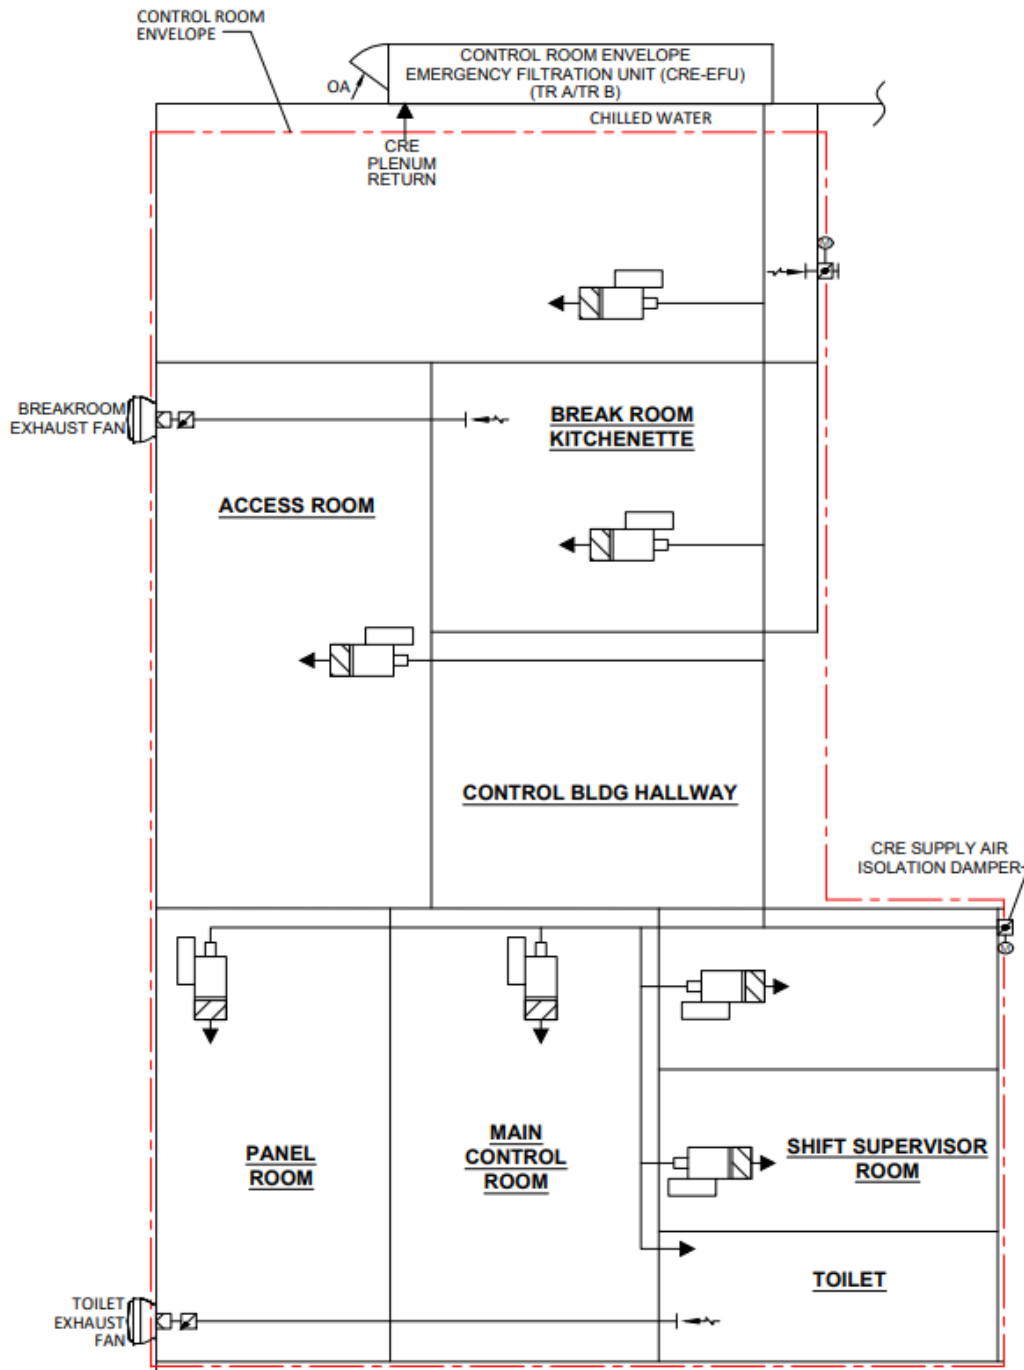 CONTROL ROOM
ENVELOPE
CONTROL ROOM ENVELOPE
EMERGENCY FILTRATION UNIT (CRE-EFU)
(TR A/TR B)
OA
CHILLED WATER
CRE
PLENUM
RETURN
BREAKROOM
EXHAUST FAN
BREAK ROOM
KITCHENETTE
ACCESS ROOM
CONTROL BLDG HALLWAY
CRE SUPPLY AIR
ISOLATION DAMPER
PANEL
ROOM
MAIN
CONTROL
ROOM
SHIFT SUPERVISOR
ROOM
TOILET
TOILET
EXHAUST
FAN